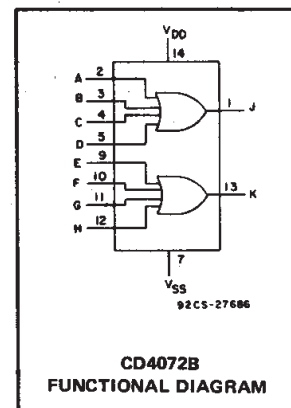 VDD
14
A 2
B 3
C 4
D 5
1 J
E 9
F 10
G 11
H 12
13 K
7
VSS
92CS-27686
CD4072B
FUNCTIONAL DIAGRAM